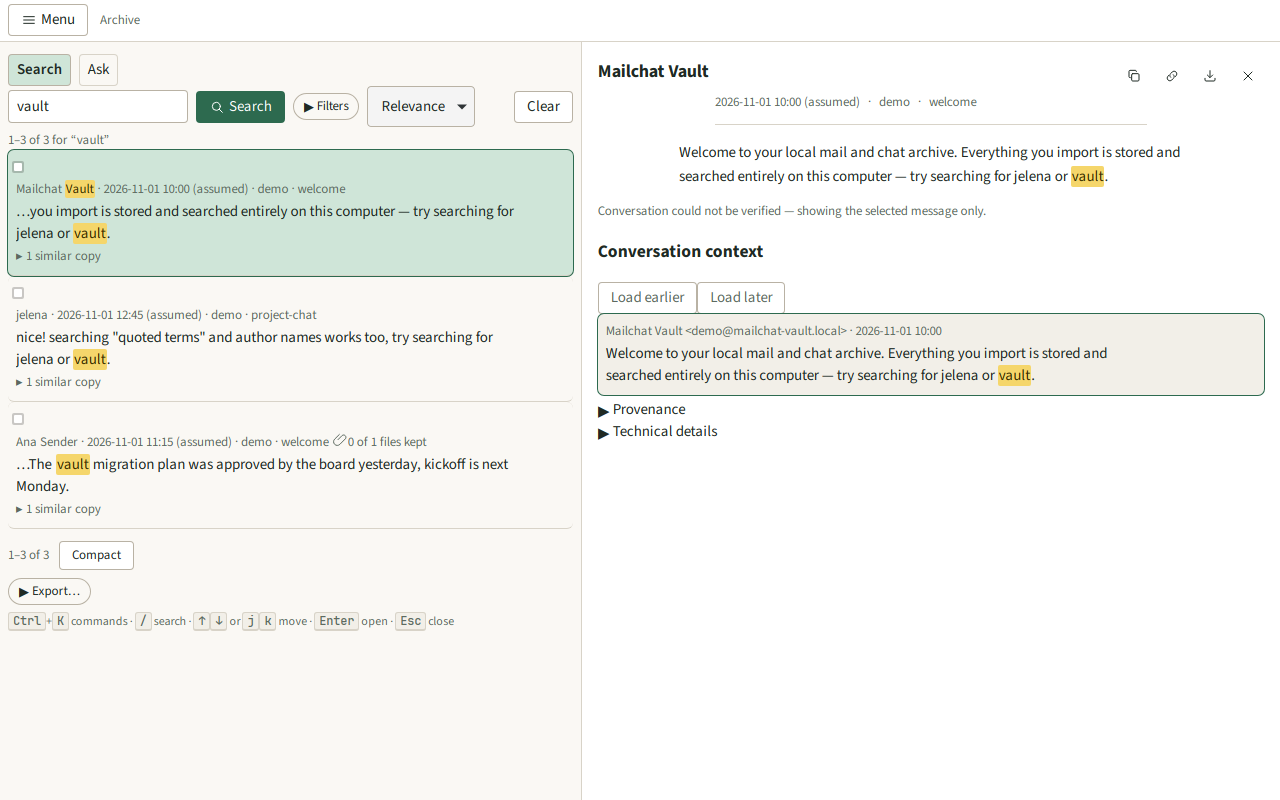 Menu
Archive
Search
Ask
vault
Search
▶ Filters
Relevance
Clear
1–3 of 3 for “vault”
Mailchat Vault · 2026-11-01 10:00 (assumed) · demo · welcome
…you import is stored and searched entirely on this computer — try searching for
jelena or vault.
▸ 1 similar copy
jelena · 2026-11-01 12:45 (assumed) · demo · project-chat
nice! searching "quoted terms" and author names works too, try searching for
jelena or vault.
▸ 1 similar copy
Ana Sender · 2026-11-01 11:15 (assumed) · demo · welcome 0 of 1 files kept
…The vault migration plan was approved by the board yesterday, kickoff is next
Monday.
▸ 1 similar copy
1–3 of 3
Compact
▶ Export…
Ctrl+K commands · / search · ↑ ↓ or j k move · Enter open · Esc close
Mailchat Vault
2026-11-01 10:00 (assumed) · demo · welcome
Welcome to your local mail and chat archive. Everything you import is stored and
searched entirely on this computer — try searching for jelena or vault.
Conversation could not be verified — showing the selected message only.
Conversation context
Load earlier
Load later
Mailchat Vault <demo@mailchat-vault.local> · 2026-11-01 10:00
Welcome to your local mail and chat archive. Everything you import is stored and
searched entirely on this computer — try searching for jelena or vault.
▶ Provenance
▶ Technical details